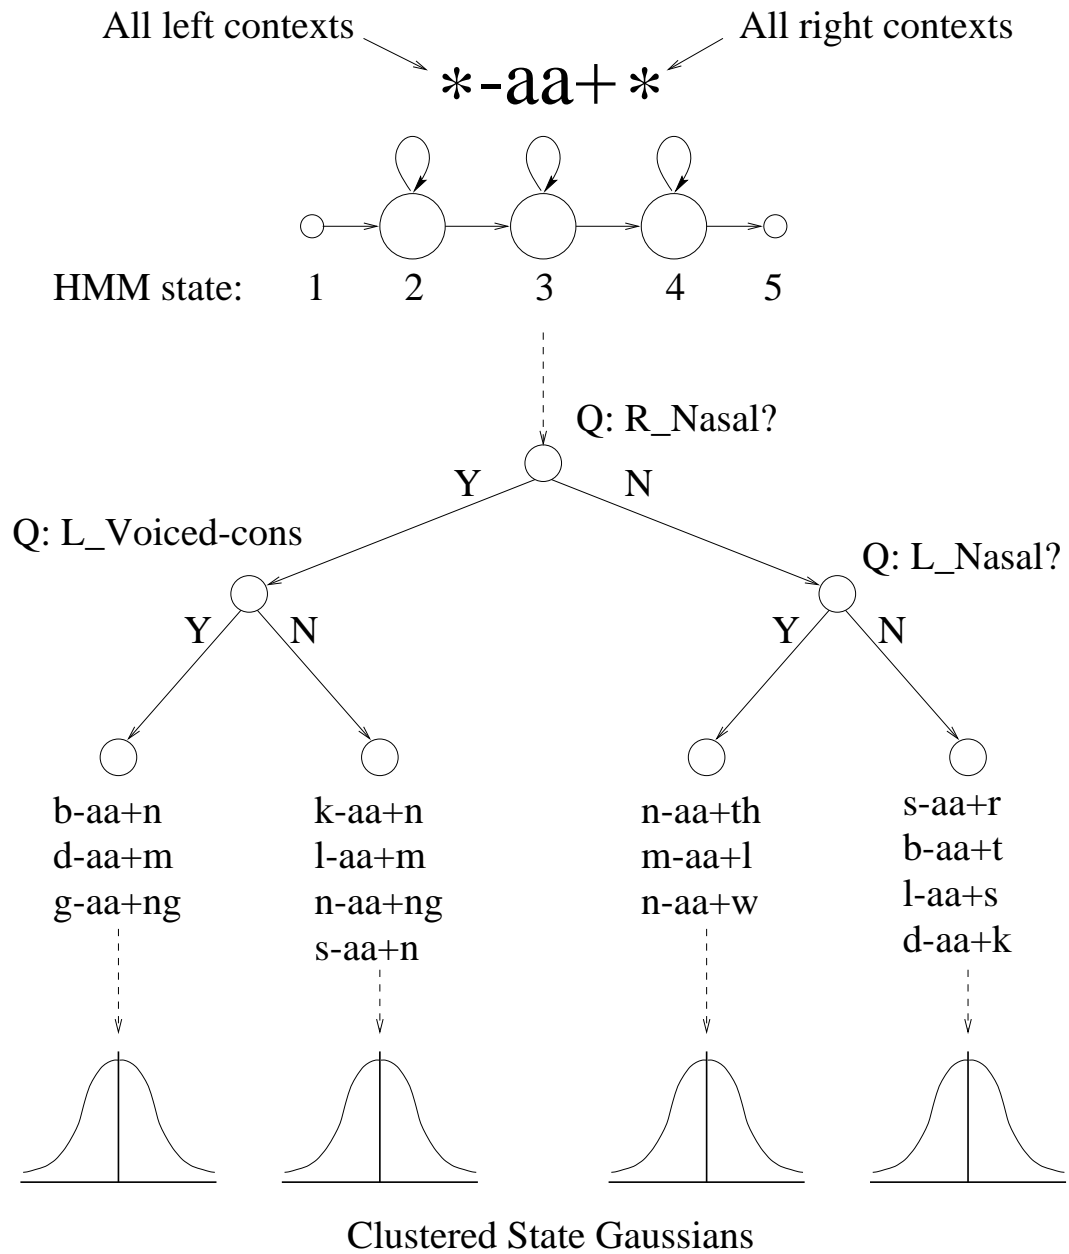 All left contexts
All right contexts
*-aa+*
HMM state: 1 2 3 4 5
Q: R_Nasal?
Y N
Q: L_Voiced-cons
Q: L_Nasal?
Y N
Y N
b-aa+n
d-aa+m
g-aa+ng
k-aa+n
l-aa+m
n-aa+ng
s-aa+n
n-aa+th
m-aa+l
n-aa+w
s-aa+r
b-aa+t
l-aa+s
d-aa+k
Clustered State Gaussians